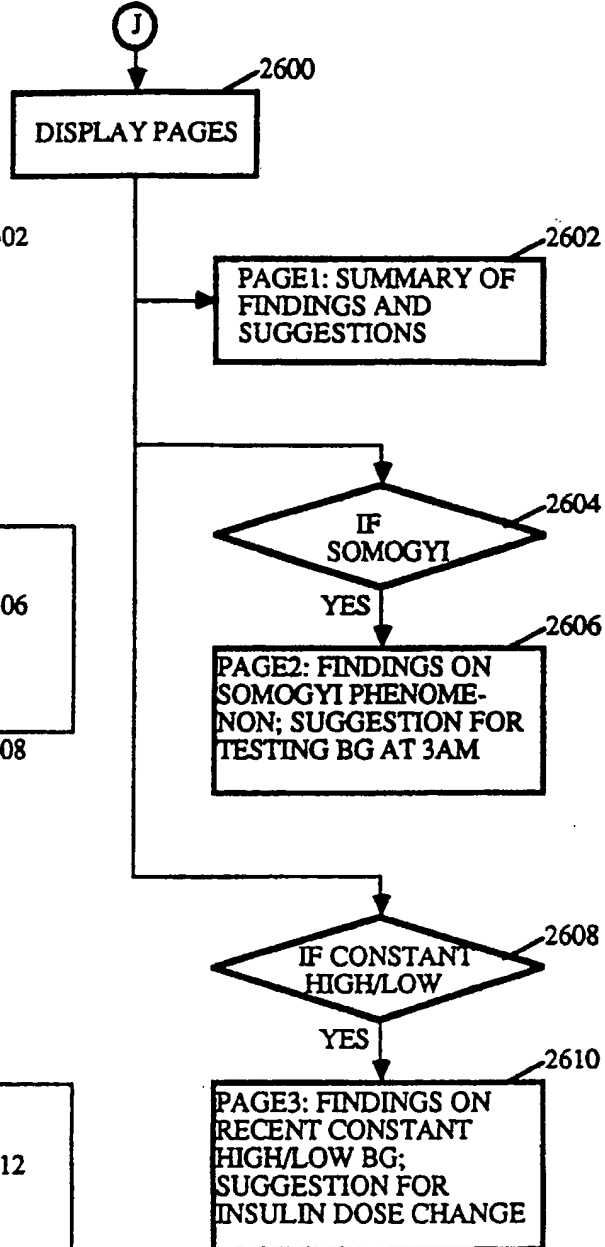 J
2600
DISPLAY PAGES
02
2602
PAGE1: SUMMARY OF
FINDINGS AND
SUGGESTIONS
2604
IF
SOMOGYI
YES
06
2606
PAGE2: FINDINGS ON
SOMOGYI PHENOME-
NON; SUGGESTION FOR
TESTING BG AT 3AM
08
2608
IF CONSTANT
HIGH/LOW
YES
2610
PAGE3: FINDINGS ON
RECENT CONSTANT
12
HIGH/LOW BG;
SUGGESTION FOR
INSULIN DOSE CHANGE